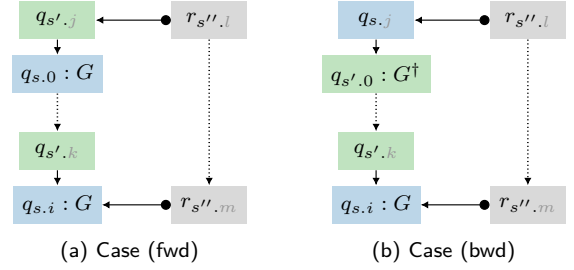 q_{s'.j} r_{s''.l} q_{s.j} r_{s''.l}
q_{s.0} : G q_{s'.0} : G^†
q_{s'.k} q_{s'.k}
q_{s.i} : G r_{s''.m} q_{s.i} : G r_{s''.m}
(a) Case (fwd) (b) Case (bwd)